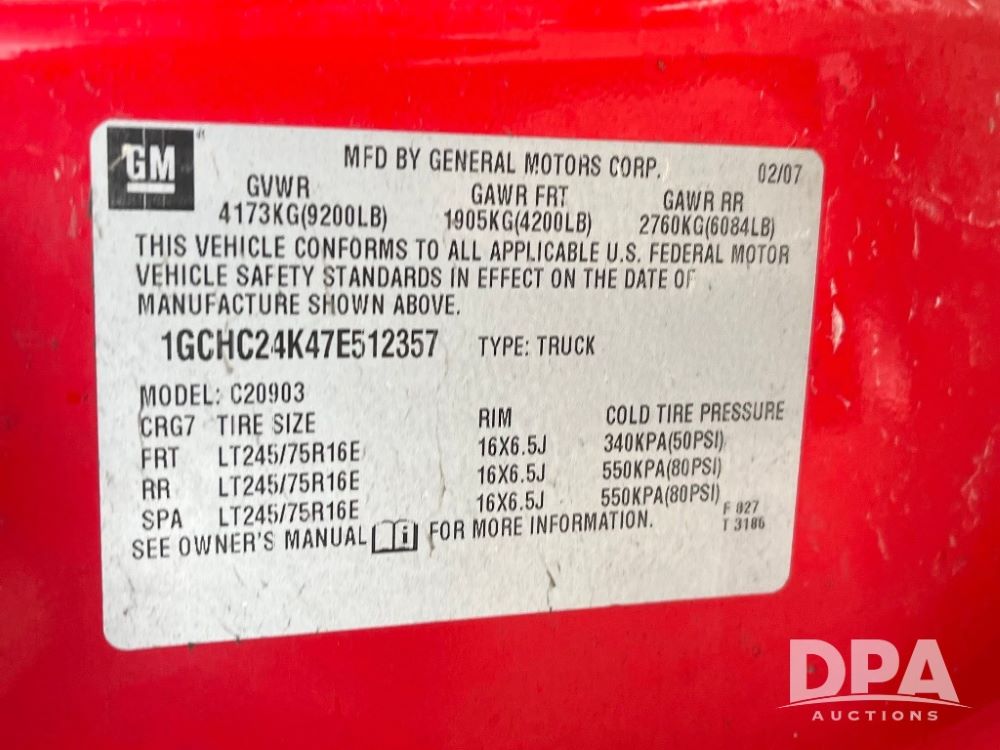 GM
MFD BY GENERAL MOTORS CORP. 02/07
GVWR GAWR FRT GAWR RR
4173KG(9200LB) 1905KG(4200LB) 2760KG(6084LB)
THIS VEHICLE CONFORMS TO ALL APPLICABLE U.S. FEDERAL MOTOR
VEHICLE SAFETY STANDARDS IN EFFECT ON THE DATE OF
MANUFACTURE SHOWN ABOVE.
1GCHC24K47E512357 TYPE: TRUCK
MODEL: C20903
CRG7 TIRE SIZE RIM COLD TIRE PRESSURE
FRT LT245/75R16E 16X6.5J 340KPA(50PSI)
RR LT245/75R16E 16X6.5J 550KPA(80PSI)
SPA LT245/75R16E 16X6.5J 550KPA(80PSI)
SEE OWNER'S MANUAL FOR MORE INFORMATION.
F 027
T 3186
DPA
AUCTIONS